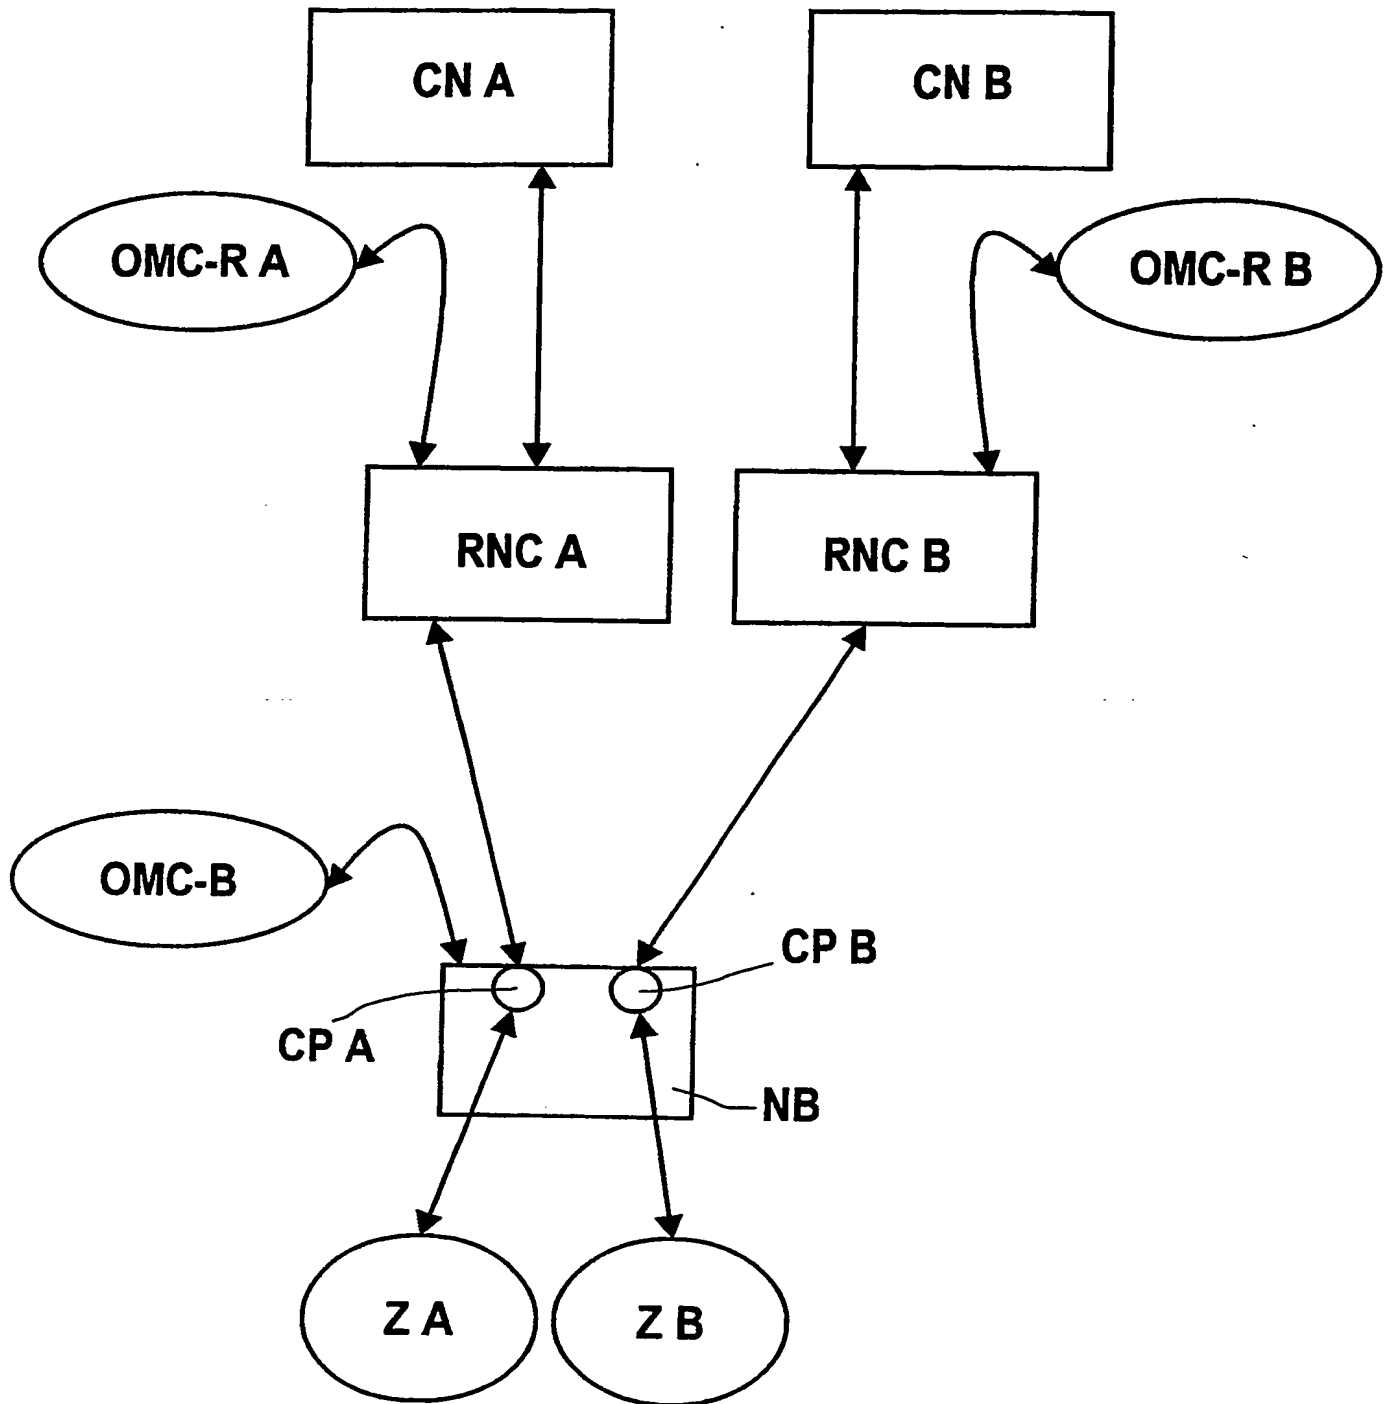 CN A
CN B
OMC-R A
OMC-R B
RNC A
RNC B
OMC-B
CP B
CP A
NB
Z A
Z B